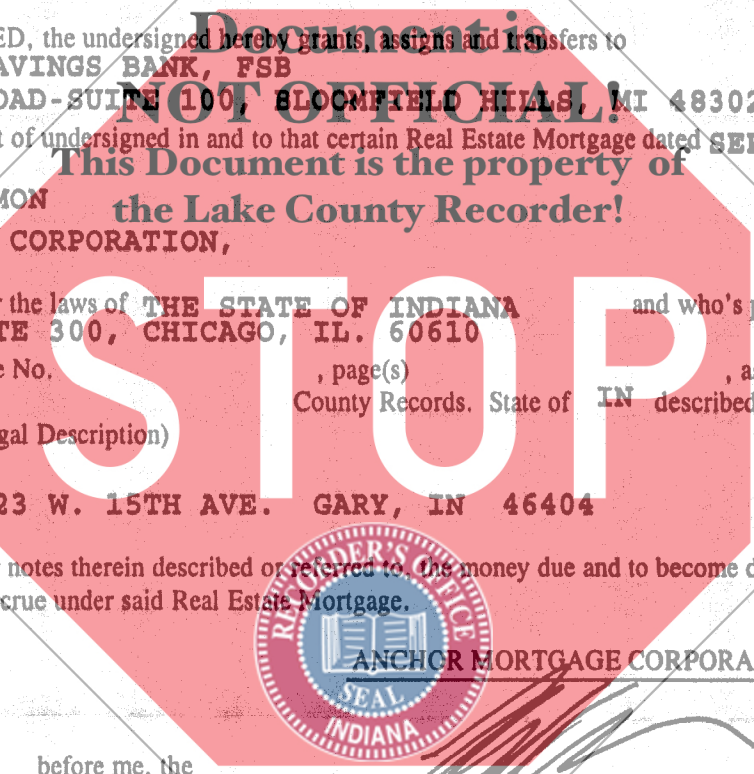 Document is
ED, the undersigned hereby grants, assigns and transfers to
AVINGS BANK, FSB
NOT OFFICIAL!
OAD-SUITE 100, BLOOMFIELD HILLS, MI 48302
t of undersigned in and to that certain Real Estate Mortgage dated SEP
This Document is the property of
MON
the Lake County Recorder!
CORPORATION,
STOP
the laws of THE STATE OF INDIANA and who's p
TE 300, CHICAGO, IL. 60610
e No. , page(s) , as
County Records. State of IN described
gal Description)
23 W. 15TH AVE. GARY, IN 46404
notes therein described or referred to, the money due and to become d
crue under said Real Estate Mortgage.
RECORDER'S OFFICE
SEAL
INDIANA
ANCHOR MORTGAGE CORPORA
before me, the